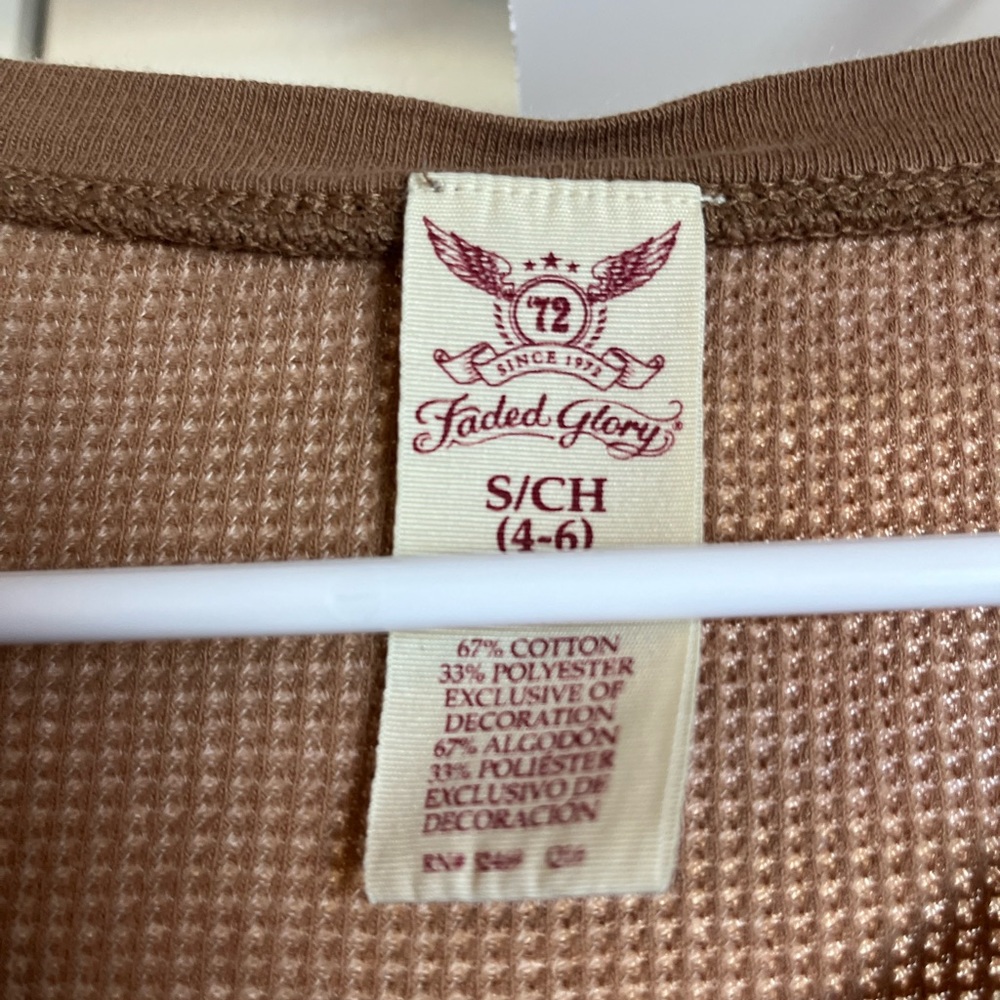 '72
SINCE 1972
Faded Glory®
S/CH
(4-6)
67% COTTON
33% POLYESTER
EXCLUSIVE OF
DECORATION
67% ALGODÓN
33% POLIÉSTER
EXCLUSIVO DE
DECORACIÓN
RN#